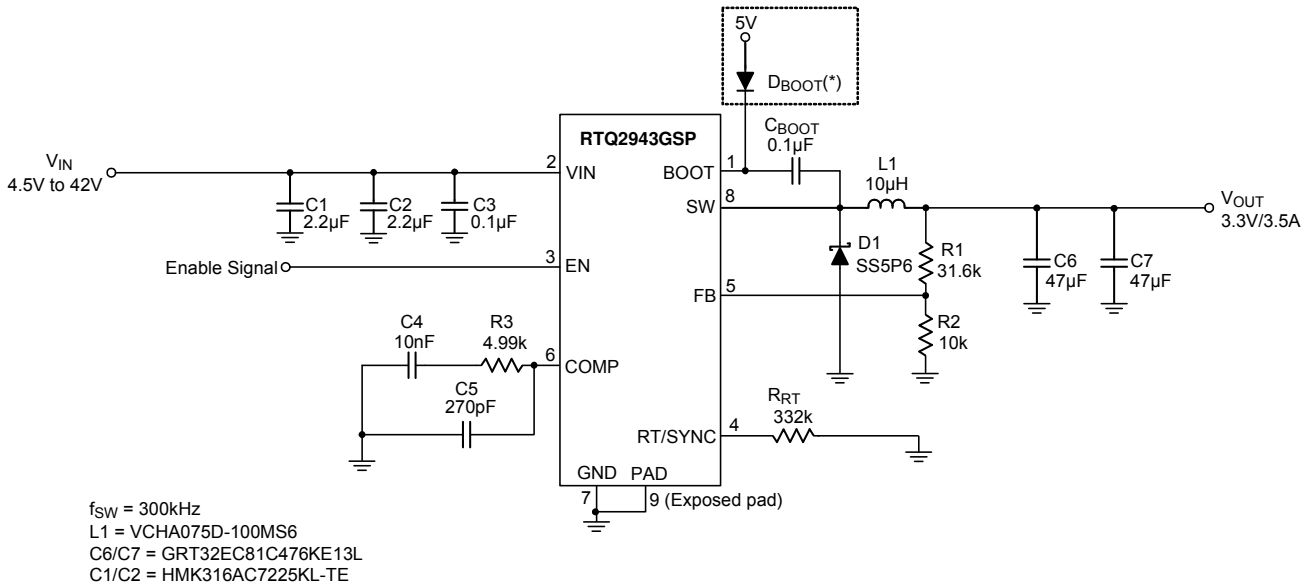 5V
DBOOT(*)
RTQ2943GSP
CBOOT
0.1µF
VIN
4.5V to 42V
2
VIN
BOOT
1
L1
10µH
C1
2.2µF
C2
2.2µF
C3
0.1µF
SW
8
VOUT
3.3V/3.5A
Enable Signal
3
EN
D1
SS5P6
R1
31.6k
C6
47µF
C7
47µF
FB
5
R2
10k
C4
10nF
R3
4.99k
6
COMP
C5
270pF
RRT
332k
RT/SYNC
4
GND
PAD
7
9 (Exposed pad)
fSW = 300kHz
L1 = VCHA075D-100MS6
C6/C7 = GRT32EC81C476KE13L
C1/C2 = HMK316AC7225KL-TE